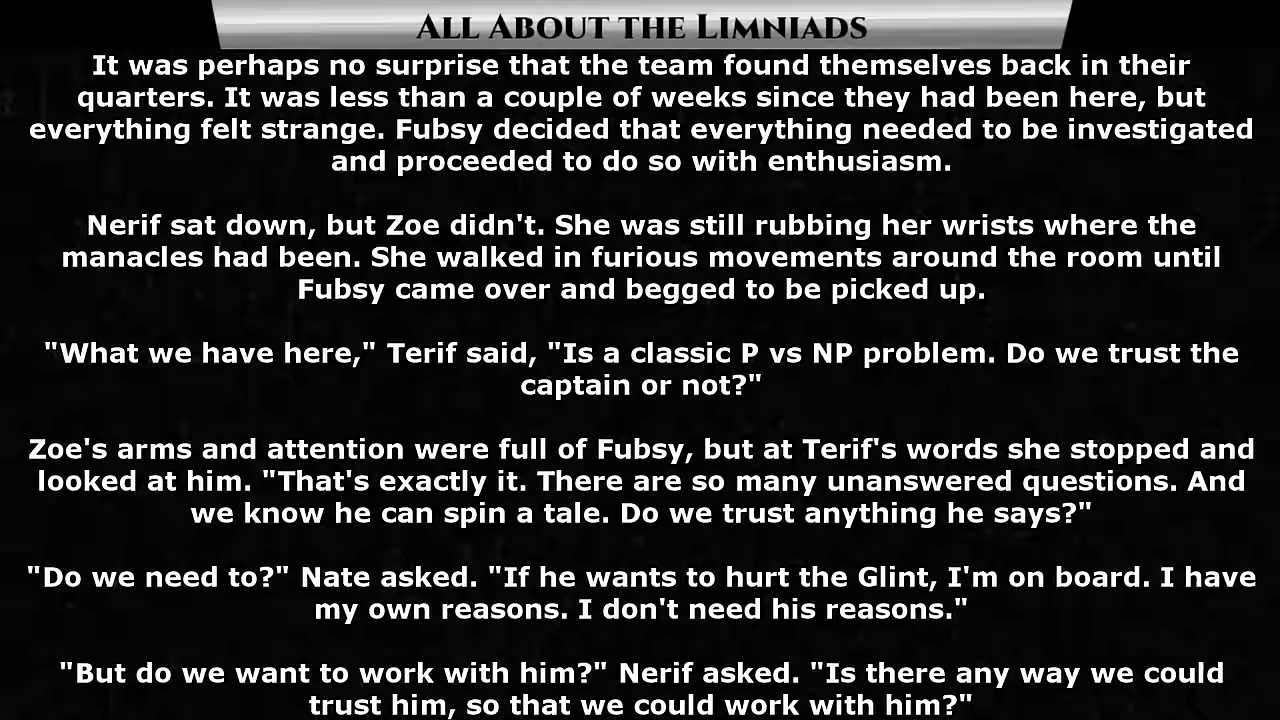 All About the Limniads
It was perhaps no surprise that the team found themselves back in their
quarters. It was less than a couple of weeks since they had been here, but
everything felt strange. Fubsy decided that everything needed to be investigated
and proceeded to do so with enthusiasm.
Nerif sat down, but Zoe didn't. She was still rubbing her wrists where the
manacles had been. She walked in furious movements around the room until
Fubsy came over and begged to be picked up.
"What we have here," Terif said, "Is a classic P vs NP problem. Do we trust the
captain or not?"
Zoe's arms and attention were full of Fubsy, but at Terif's words she stopped and
looked at him. "That's exactly it. There are so many unanswered questions. And
we know he can spin a tale. Do we trust anything he says?"
"Do we need to?" Nate asked. "If he wants to hurt the Glint, I'm on board. I have
my own reasons. I don't need his reasons."
"But do we want to work with him?" Nerif asked. "Is there any way we could
trust him, so that we could work with him?"